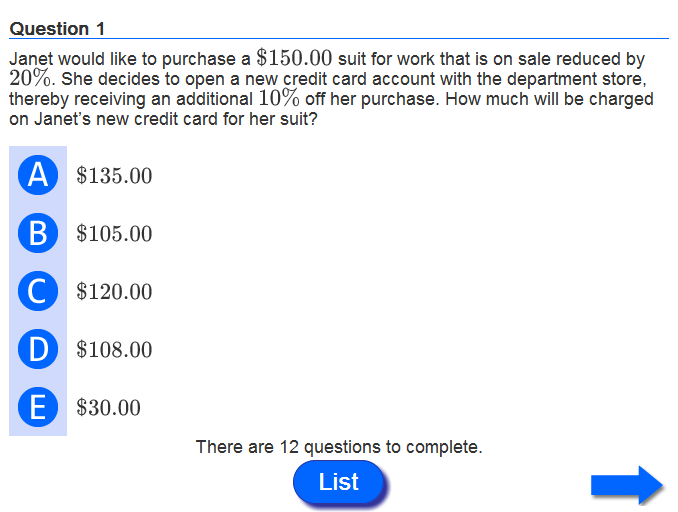 Question 1
Janet would like to purchase a $150.00 suit for work that is on sale reduced by
20%. She decides to open a new credit card account with the department store,
thereby receiving an additional 10% off her purchase. How much will be charged
on Janet's new credit card for her suit?
A $135.00
B $105.00
C $120.00
D $108.00
E $30.00
There are 12 questions to complete.
List